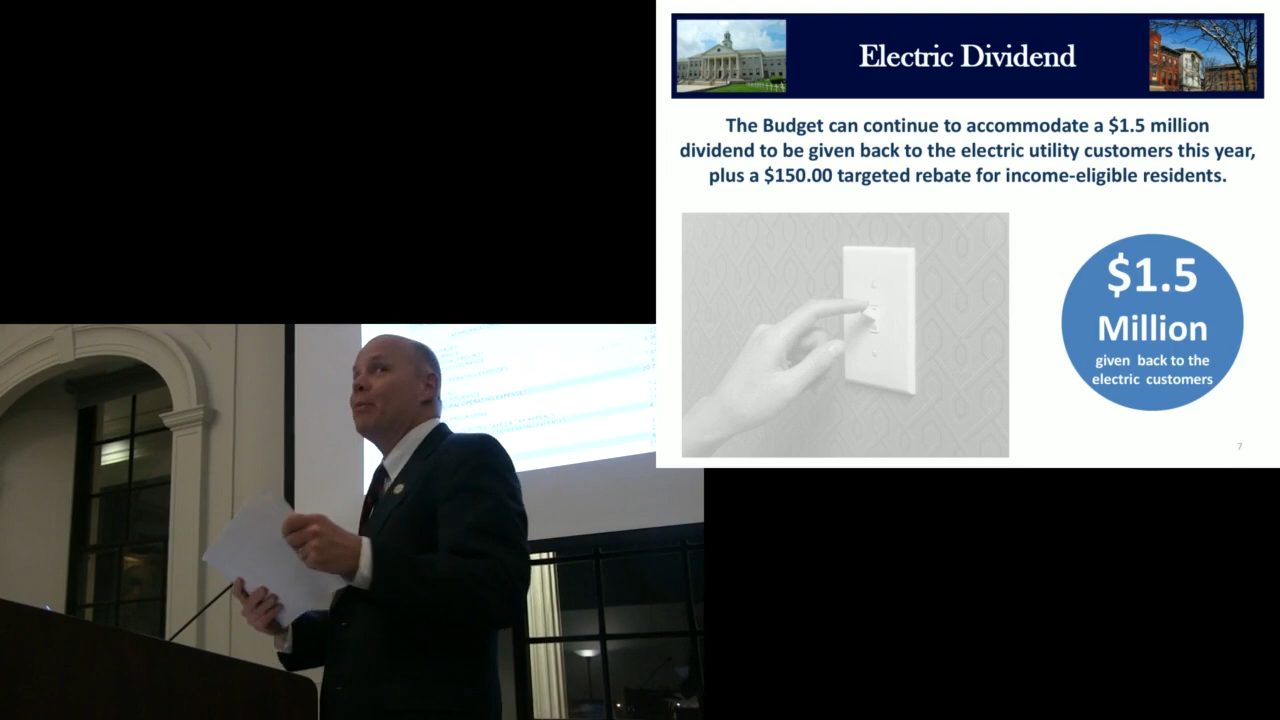 Electric Dividend
The Budget can continue to accommodate a $1.5 million
dividend to be given back to the electric utility customers this year,
plus a $150.00 targeted rebate for income-eligible residents.
$1.5
Million
given back to the
electric customers
7